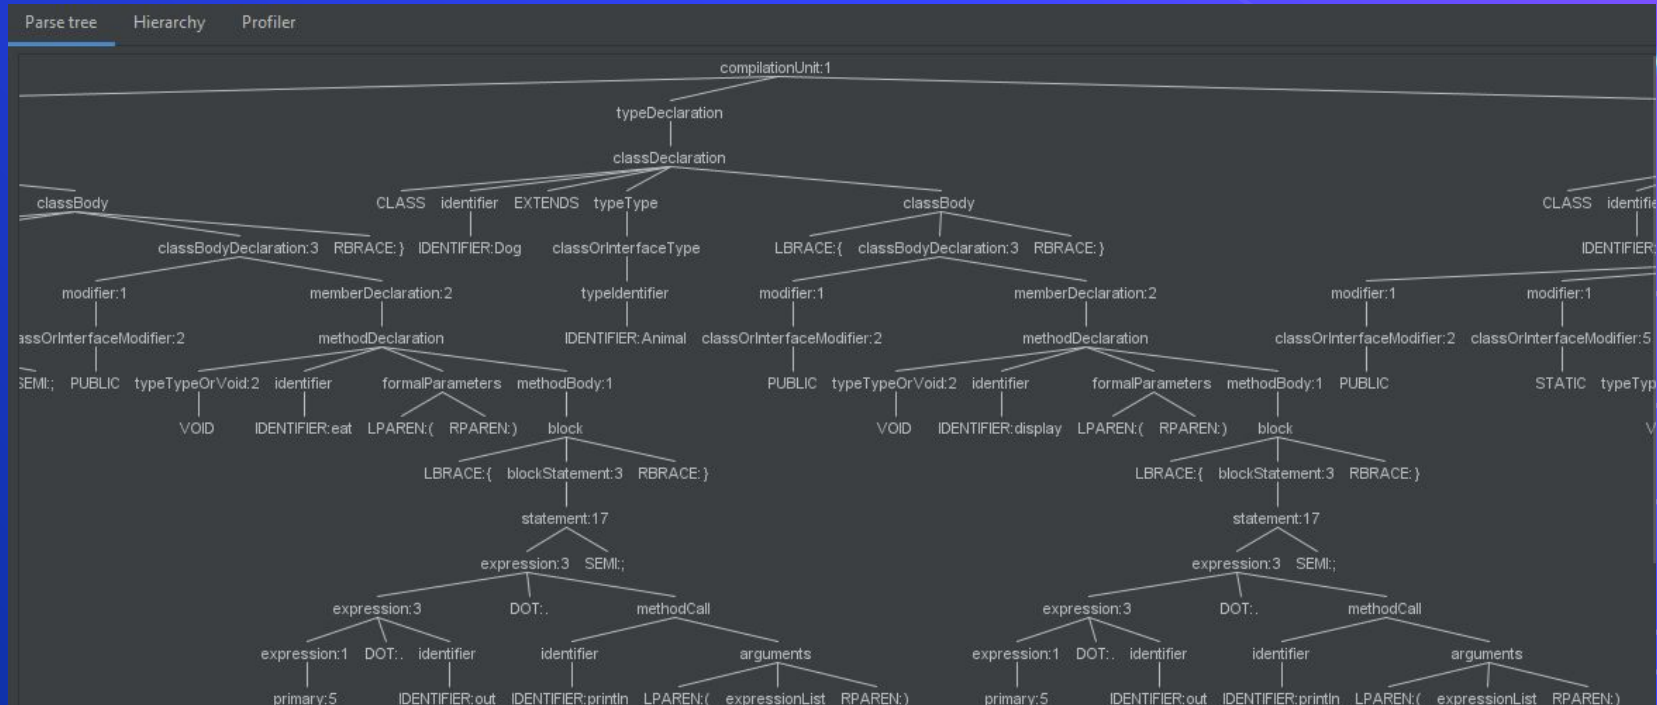 Parse tree Hierarchy Profiler
compilationUnit:1
typeDeclaration
classDeclaration
classBody CLASS identifier EXTENDS typeType classBody CLASS identifie
classBodyDeclaration:3 RBRACE:} IDENTIFIER:Dog classOrInterfaceType LBRACE:{ classBodyDeclaration:3 RBRACE:} IDENTIFIER:
modifier:1 memberDeclaration:2 typeIdentifier modifier:1 memberDeclaration:2 modifier:1 modifier:1
assOrInterfaceModifier:2 methodDeclaration IDENTIFIER:Animal classOrInterfaceModifier:2 methodDeclaration classOrInterfaceModifier:2 classOrInterfaceModifier:5
SEMI:; PUBLIC typeTypeOrVoid:2 identifier formalParameters methodBody:1 PUBLIC typeTypeOrVoid:2 identifier formalParameters methodBody:1 PUBLIC STATIC typeTyp
VOID IDENTIFIER:eat LPAREN:( RPAREN:) block VOID IDENTIFIER:display LPAREN:( RPAREN:) block V
LBRACE:{ blockStatement:3 RBRACE:} LBRACE:{ blockStatement:3 RBRACE:}
statement:17 statement:17
expression:3 SEMI:; expression:3 SEMI:;
expression:3 DOT:. methodCall expression:3 DOT:. methodCall
expression:1 DOT:. identifier identifier arguments expression:1 DOT:. identifier identifier arguments
primary:5 IDENTIFIER:out IDENTIFIER:println LPAREN:( expressionList RPAREN:) primary:5 IDENTIFIER:out IDENTIFIER:println LPAREN:( expressionList RPAREN:)